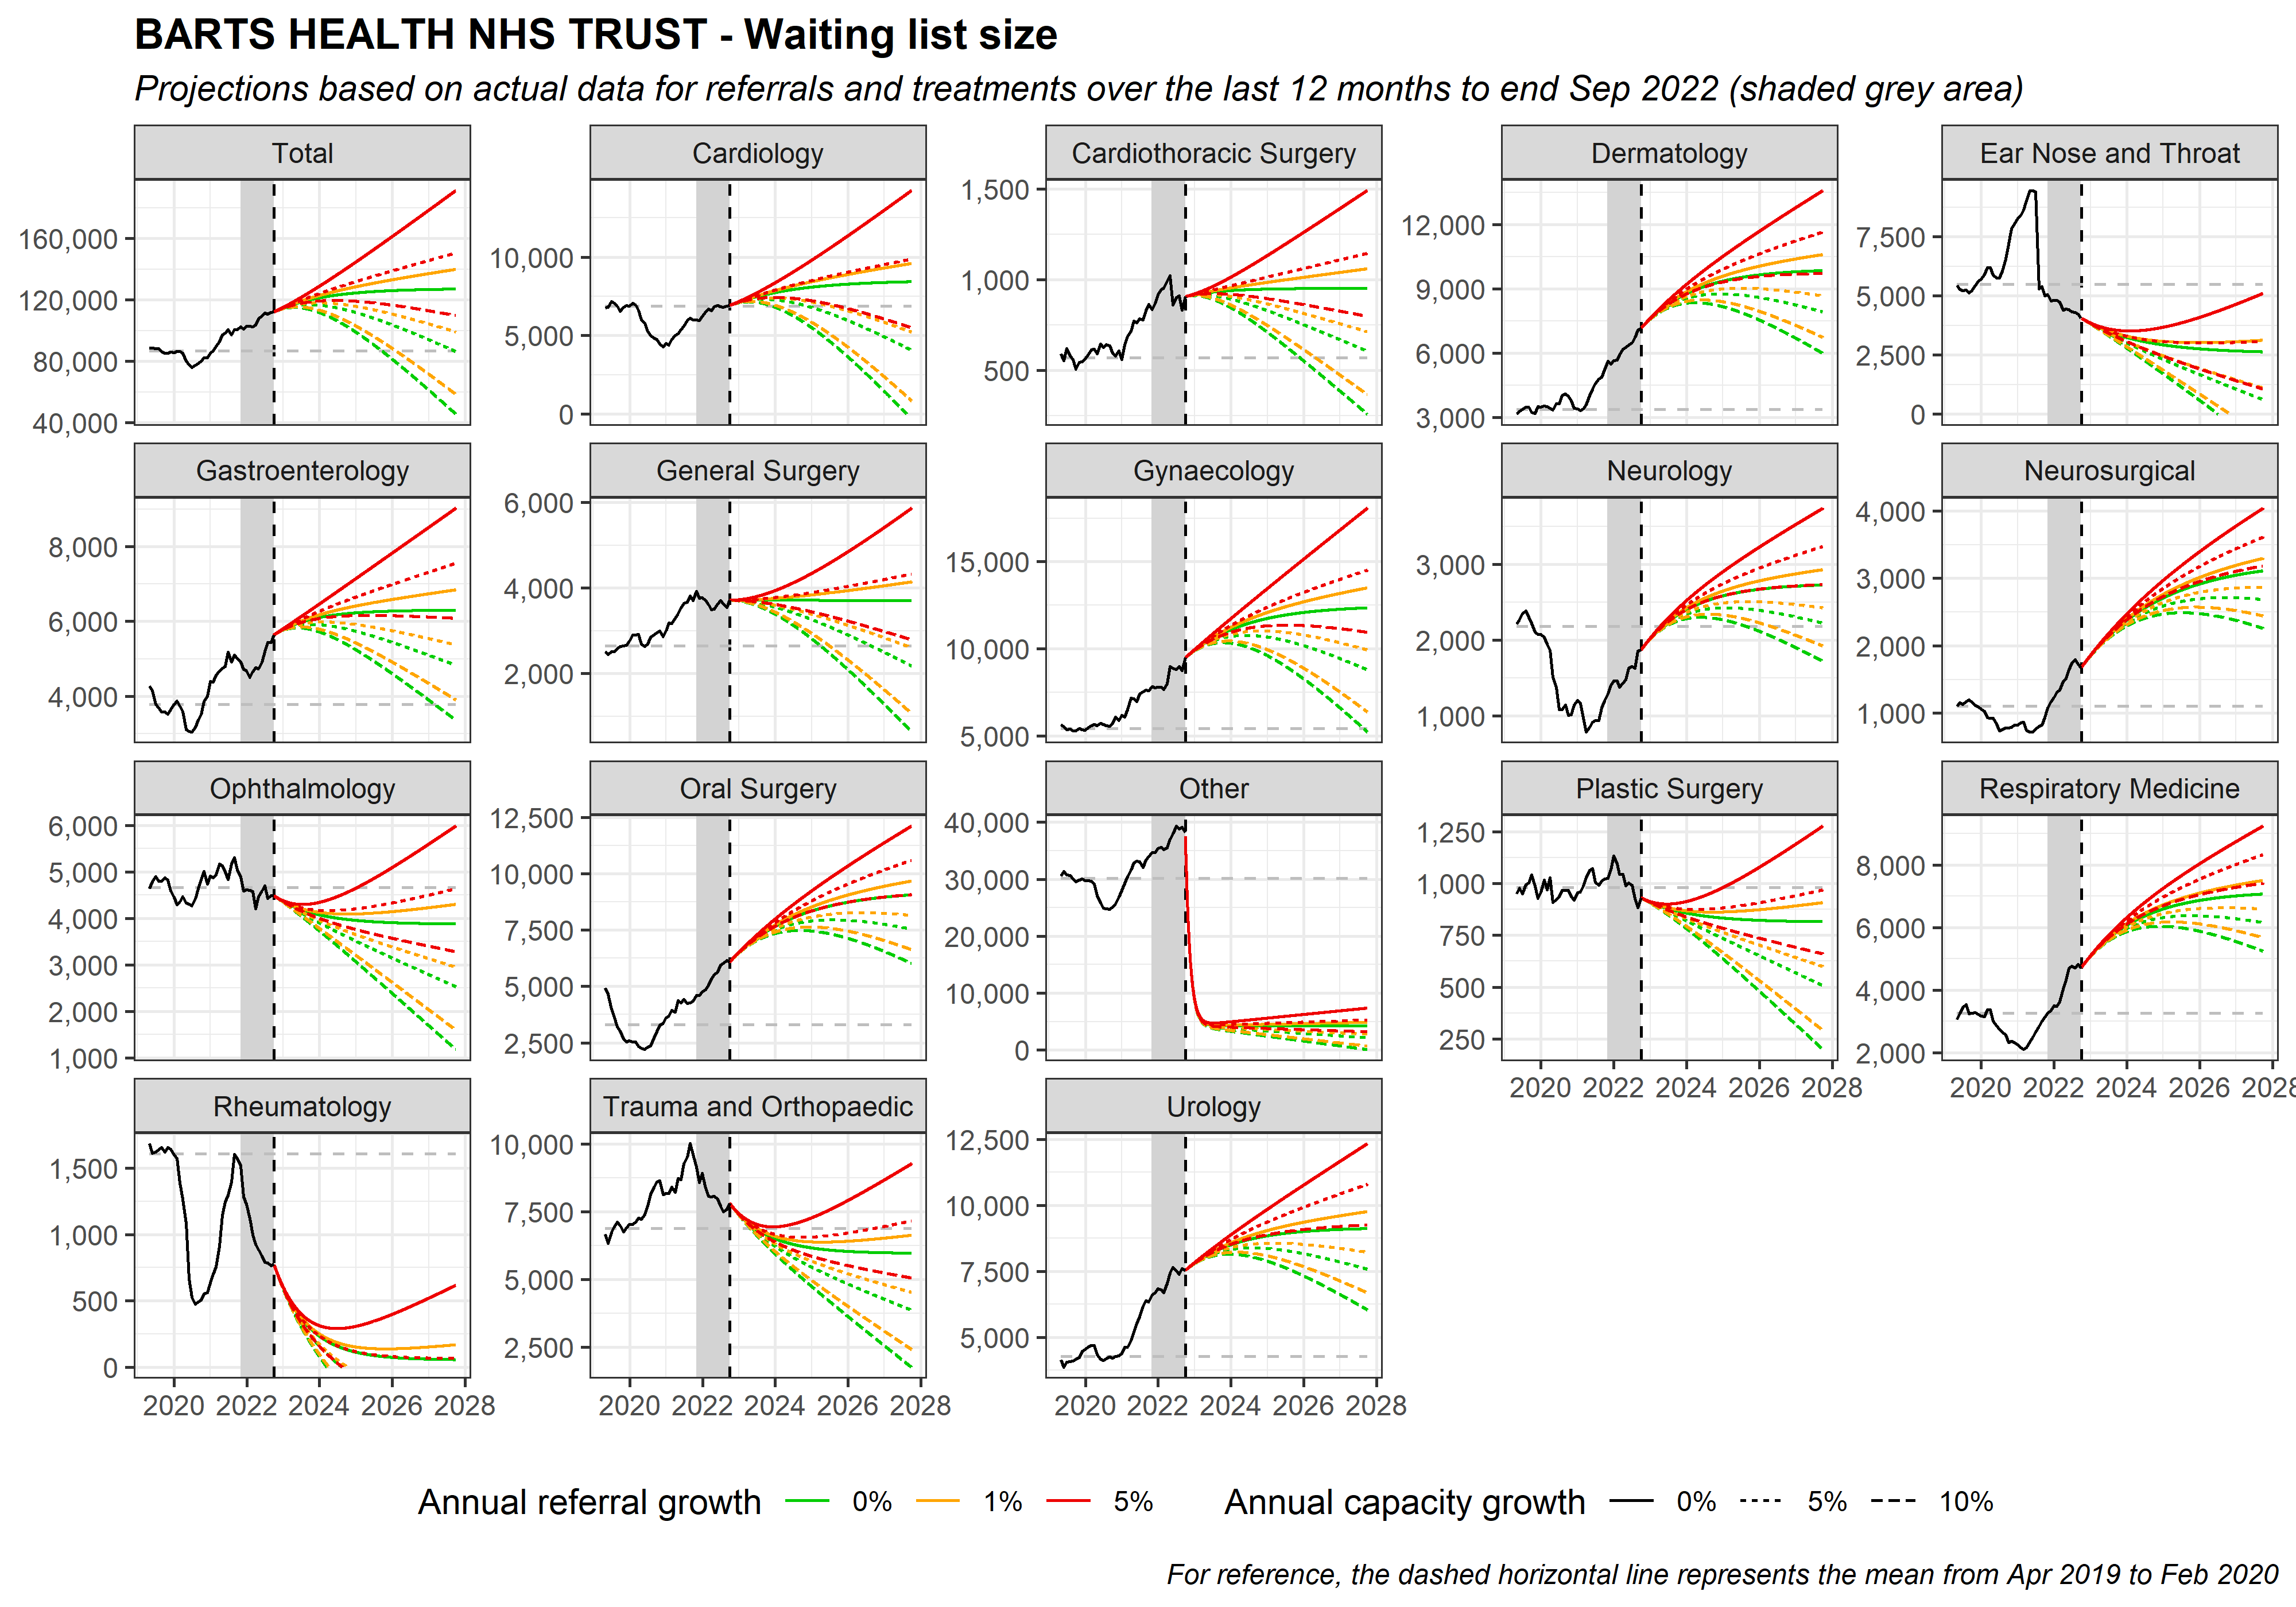 BARTS HEALTH NHS TRUST - Waiting list size
Projections based on actual data for referrals and treatments over the last 12 months to end Sep 2022 (shaded grey area)
Total
Cardiology
Cardiothoracic Surgery
Dermatology
Ear Nose and Throat
160,000
120,000
80,000
40,000
10,000
5,000
0
1,500
1,000
500
12,000
9,000
6,000
3,000
7,500
5,000
2,500
0
Gastroenterology
General Surgery
Gynaecology
Neurology
Neurosurgical
8,000
6,000
4,000
6,000
4,000
2,000
15,000
10,000
5,000
3,000
2,000
1,000
4,000
3,000
2,000
1,000
Ophthalmology
Oral Surgery
Other
Plastic Surgery
Respiratory Medicine
6,000
5,000
4,000
3,000
2,000
1,000
12,500
10,000
7,500
5,000
2,500
40,000
30,000
20,000
10,000
0
1,250
1,000
750
500
250
8,000
6,000
4,000
2,000
2020 2022 2024 2026 2028
2020 2022 2024 2026 2028
Rheumatology
Trauma and Orthopaedic
Urology
1,500
1,000
500
0
10,000
7,500
5,000
2,500
12,500
10,000
7,500
5,000
2020 2022 2024 2026 2028
2020 2022 2024 2026 2028
2020 2022 2024 2026 2028
Annual referral growth 0% 1% 5% Annual capacity growth 0% 5% 10%
For reference, the dashed horizontal line represents the mean from Apr 2019 to Feb 2020